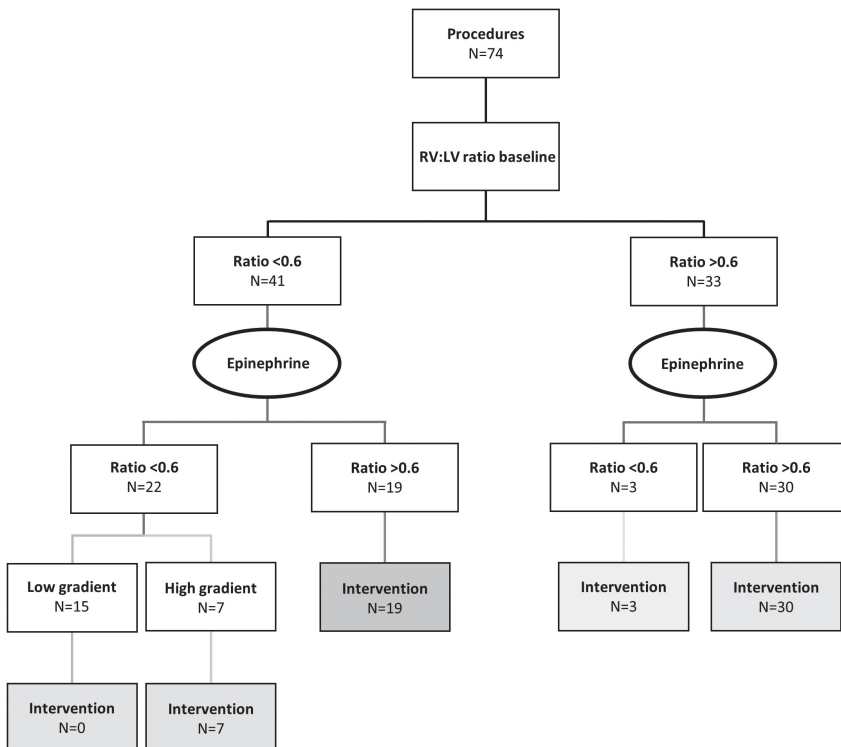 Procedures
N=74
RV:LV ratio baseline
Ratio <0.6
N=41
Ratio >0.6
N=33
Epinephrine
Epinephrine
Ratio <0.6
N=22
Ratio >0.6
N=19
Ratio <0.6
N=3
Ratio >0.6
N=30
Low gradient
N=15
High gradient
N=7
Intervention
N=19
Intervention
N=3
Intervention
N=30
Intervention
N=0
Intervention
N=7